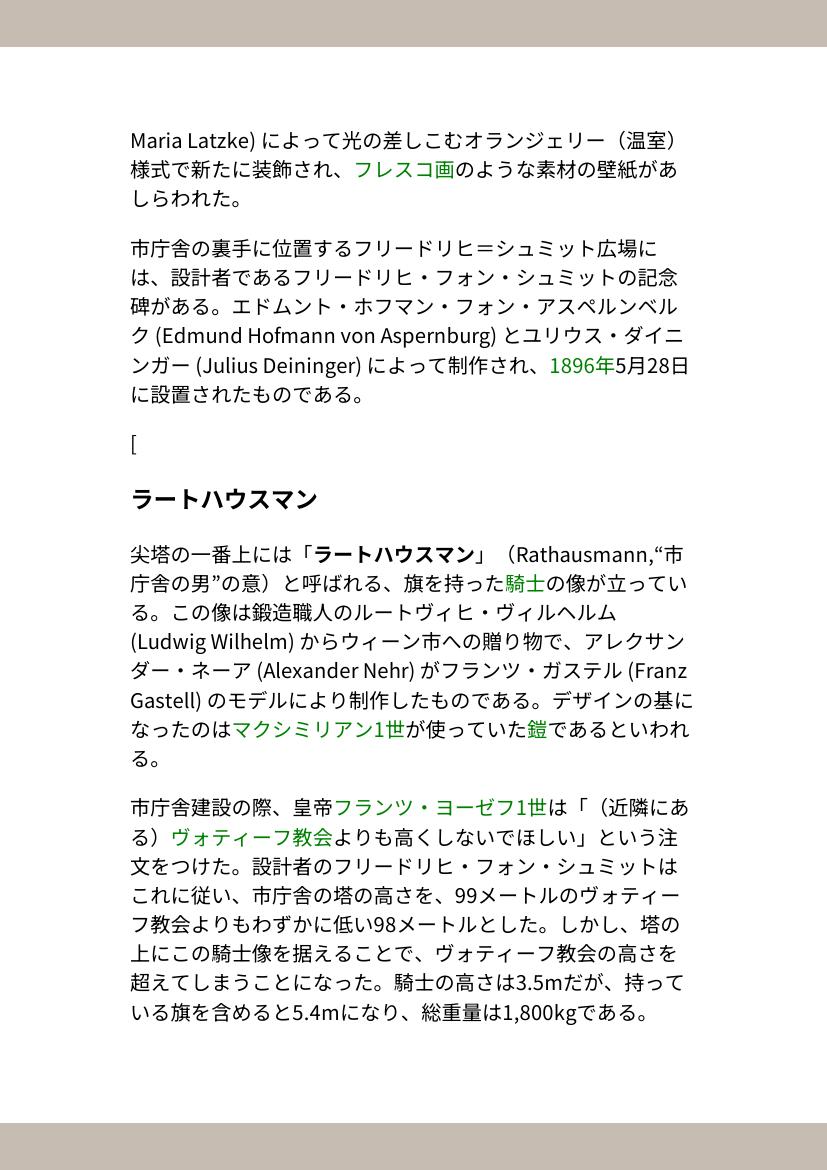 Maria Latzke) によって光の差しこむオランジェリー（温室）
様式で新たに装飾され、フレスコ画のような素材の壁紙があ
しらわれた。
市庁舎の裏手に位置するフリードリヒ＝シュミット広場に
は、設計者であるフリードリヒ・フォン・シュミットの記念
碑がある。エドムント・ホフマン・フォン・アスペルンベル
ク (Edmund Hofmann von Aspernburg) とユリウス・ダイニ
ンガー (Julius Deininger) によって制作され、1896年5月28日
に設置されたものである。
[
ラートハウスマン
尖塔の一番上には「ラートハウスマン」（Rathausmann,“市
庁舎の男”の意）と呼ばれる、旗を持った騎士の像が立ってい
る。この像は鍛造職人のルートヴィヒ・ヴィルヘルム
(Ludwig Wilhelm) からウィーン市への贈り物で、アレクサン
ダー・ネーア (Alexander Nehr) がフランツ・ガステル (Franz
Gastell) のモデルにより制作したものである。デザインの基に
なったのはマクシミリアン1世が使っていた鎧であるといわれ
る。
市庁舎建設の際、皇帝フランツ・ヨーゼフ1世は「（近隣にあ
る）ヴォティーフ教会よりも高くしないでほしい」という注
文をつけた。設計者のフリードリヒ・フォン・シュミットは
これに従い、市庁舎の塔の高さを、99メートルのヴォティー
フ教会よりもわずかに低い98メートルとした。しかし、塔の
上にこの騎士像を据えることで、ヴォティーフ教会の高さを
超えてしまうことになった。騎士の高さは3.5mだが、持って
いる旗を含めると5.4mになり、総重量は1,800kgである。